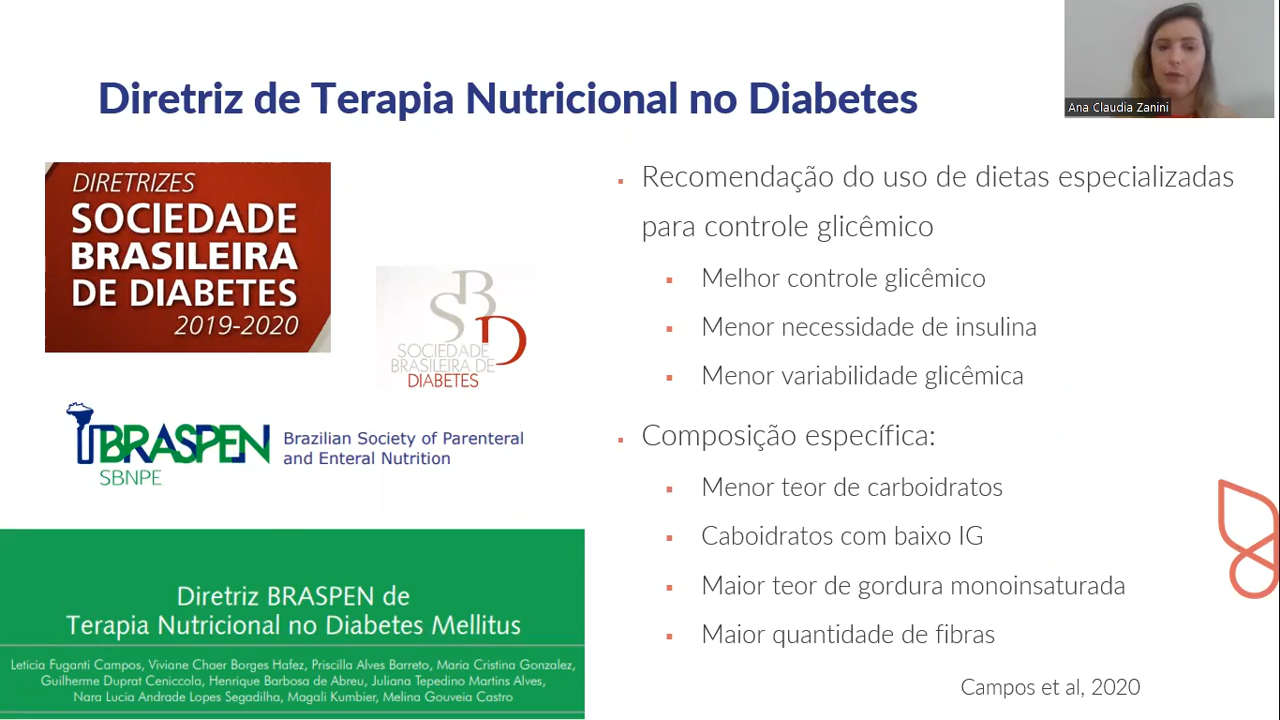 Diretriz de Terapia Nutricional no Diabetes
Ana Claudia Zanini
DIRETRIZES
SOCIEDADE
BRASILEIRA
DE DIABETES
2019-2020
SBD
SOCIEDADE
BRASILEIRA DE
DIABETES
BRASPEN
SBNPE
Brazilian Society of Parenteral
and Enteral Nutrition
Diretriz BRASPEN de
Terapia Nutricional no Diabetes Mellitus
Leticia Fuganti Campos, Viviane Chaer Borges Hafez, Priscilla Alves Barreto, Maria Cristina Gonzalez,
Guilherme Duprat Ceniccola, Henrique Barbosa de Abreu, Juliana Tepedino Martins Alves,
Nara Lucia Andrade Lopes Segadilha, Magali Kumbier, Melina Gouveia Castro
Recomendação do uso de dietas especializadas
para controle glicêmico
Melhor controle glicêmico
Menor necessidade de insulina
Menor variabilidade glicêmica
Composição específica:
Menor teor de carboidratos
Caboidratos com baixo IG
Maior teor de gordura monoinsaturada
Maior quantidade de fibras
Campos et al, 2020